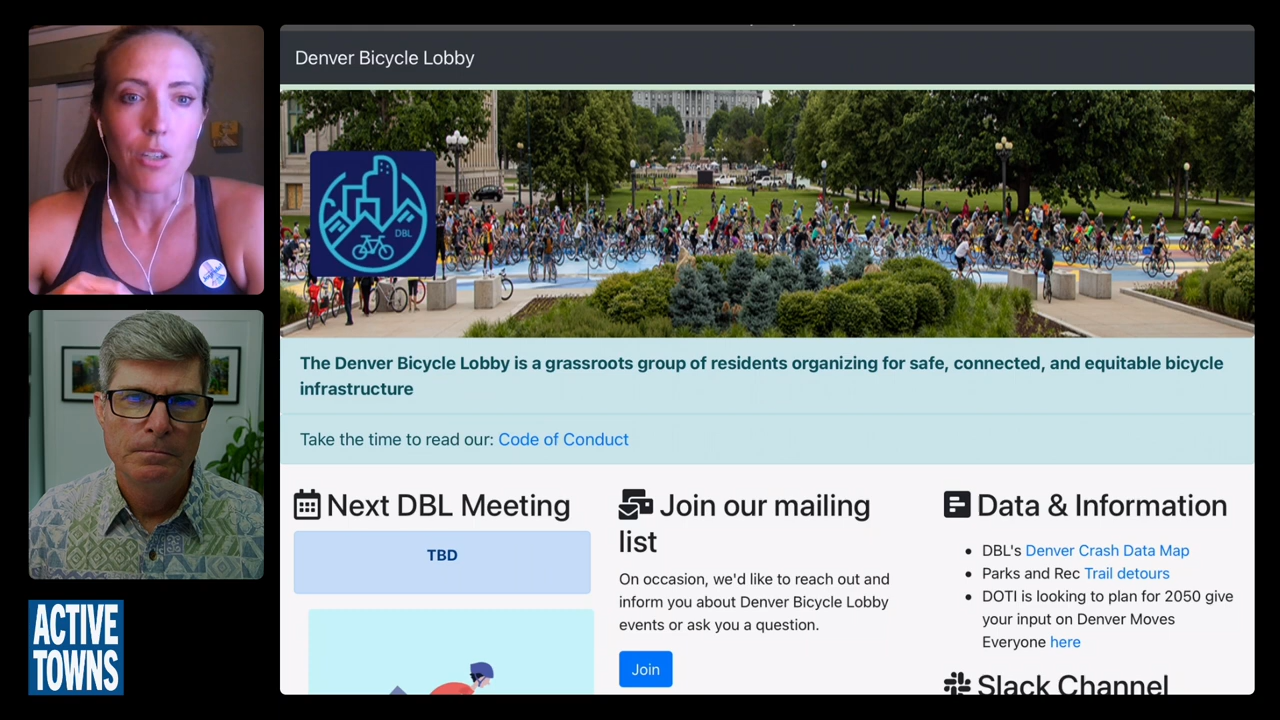 Denver Bicycle Lobby
DBL
The Denver Bicycle Lobby is a grassroots group of residents organizing for safe, connected, and equitable bicycle
infrastructure
Take the time to read our: Code of Conduct
Next DBL Meeting
TBD
Join our mailing
list
On occasion, we'd like to reach out and
inform you about Denver Bicycle Lobby
events or ask you a question.
Join
Data & Information
DBL's Denver Crash Data Map
Parks and Rec Trail detours
DOTI is looking to plan for 2050 give
your input on Denver Moves
Everyone here
Slack Channel
ACTIVE
TOWNS